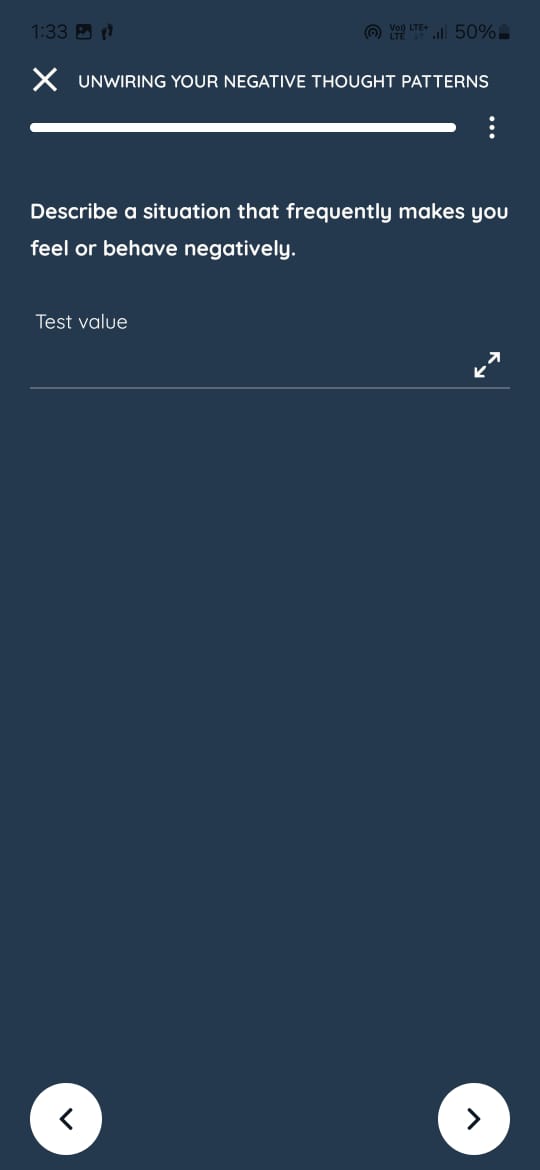 1:33 Vo) LTE LTE+ 50%
UNWIRING YOUR NEGATIVE THOUGHT PATTERNS
Describe a situation that frequently makes you
feel or behave negatively.
Test value